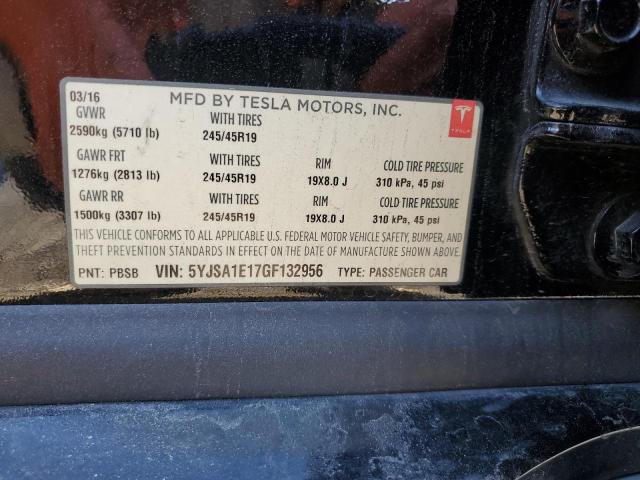 03/16 MFD BY TESLA MOTORS, INC.
GVWR WITH TIRES
2590kg (5710 lb) 245/45R19
TESLA
GAWR FRT WITH TIRES RIM COLD TIRE PRESSURE
1276kg (2813 lb) 245/45R19 19X8.0 J 310 kPa, 45 psi
GAWR RR WITH TIRES RIM COLD TIRE PRESSURE
1500kg (3307 lb) 245/45R19 19X8.0 J 310 kPa, 45 psi
THIS VEHICLE CONFORMS TO ALL APPLICABLE U.S. FEDERAL MOTOR VEHICLE SAFETY, BUMPER, AND
THEFT PREVENTION STANDARDS IN EFFECT ON THE DATE OF MANUFACTURE SHOWN ABOVE.
PNT: PBSB VIN: 5YJSA1E17GF132956 TYPE: PASSENGER CAR